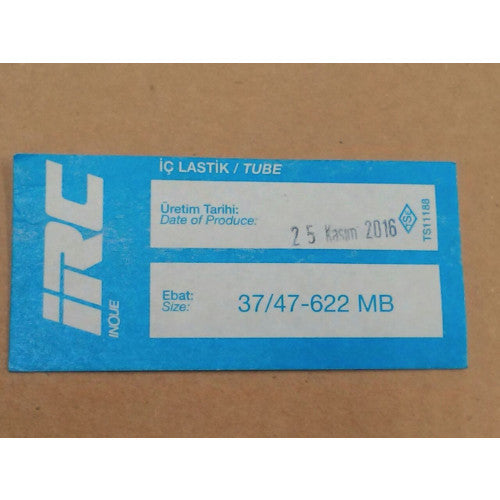 IRC
INOUE
İÇ LASTİK / TUBE
Üretim Tarihi:
Date of Produce:
25 Kasım 2016
TSE
TS11188
Ebat:
Size:
37/47-622 MB